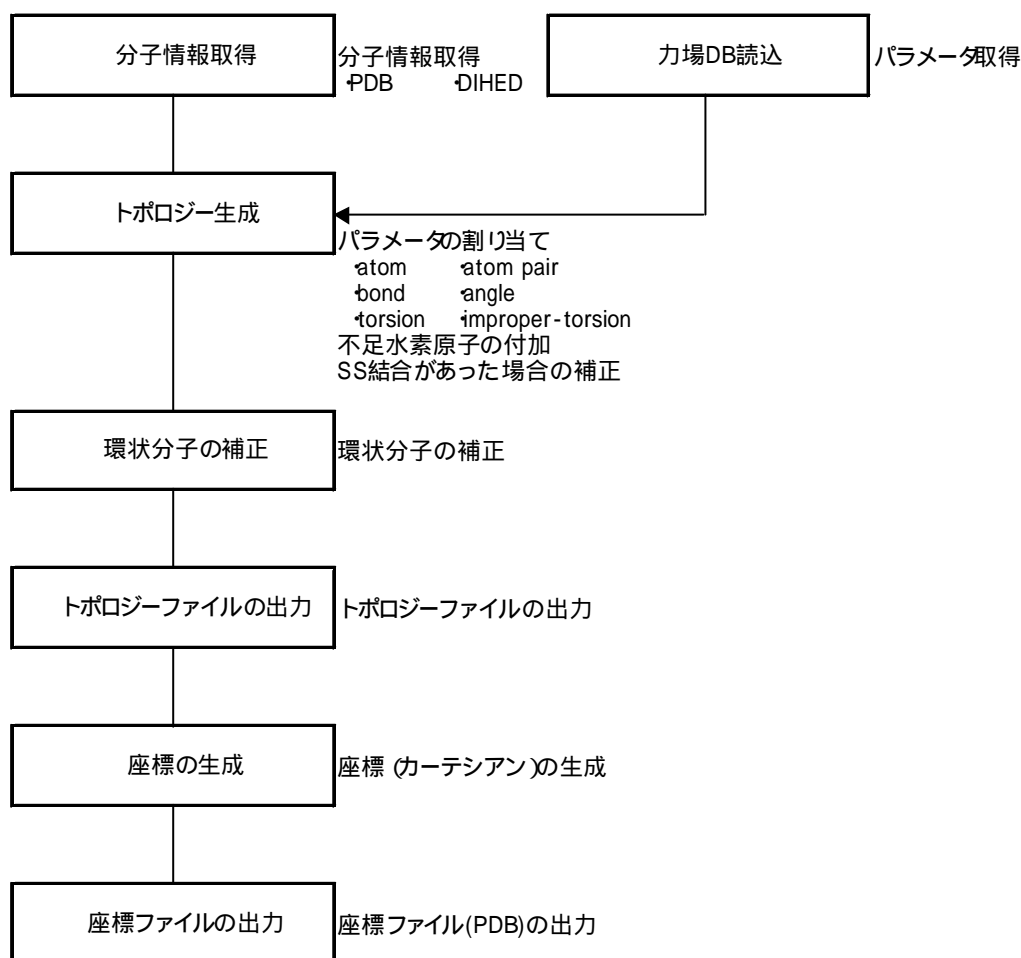 分子情報取得
分子情報取得
・PDB ・DIHED
力場DB読込
パラメータ取得
トポロジー生成
パラメータの割り当て
・atom ・atom pair
・bond ・angle
・torsion ・improper-torsion
不足水素原子の付加
SS結合があった場合の補正
環状分子の補正
環状分子の補正
トポロジーファイルの出力
トポロジーファイルの出力
座標の生成
座標 (カーテシアン)の生成
座標ファイルの出力
座標ファイル(PDB)の出力